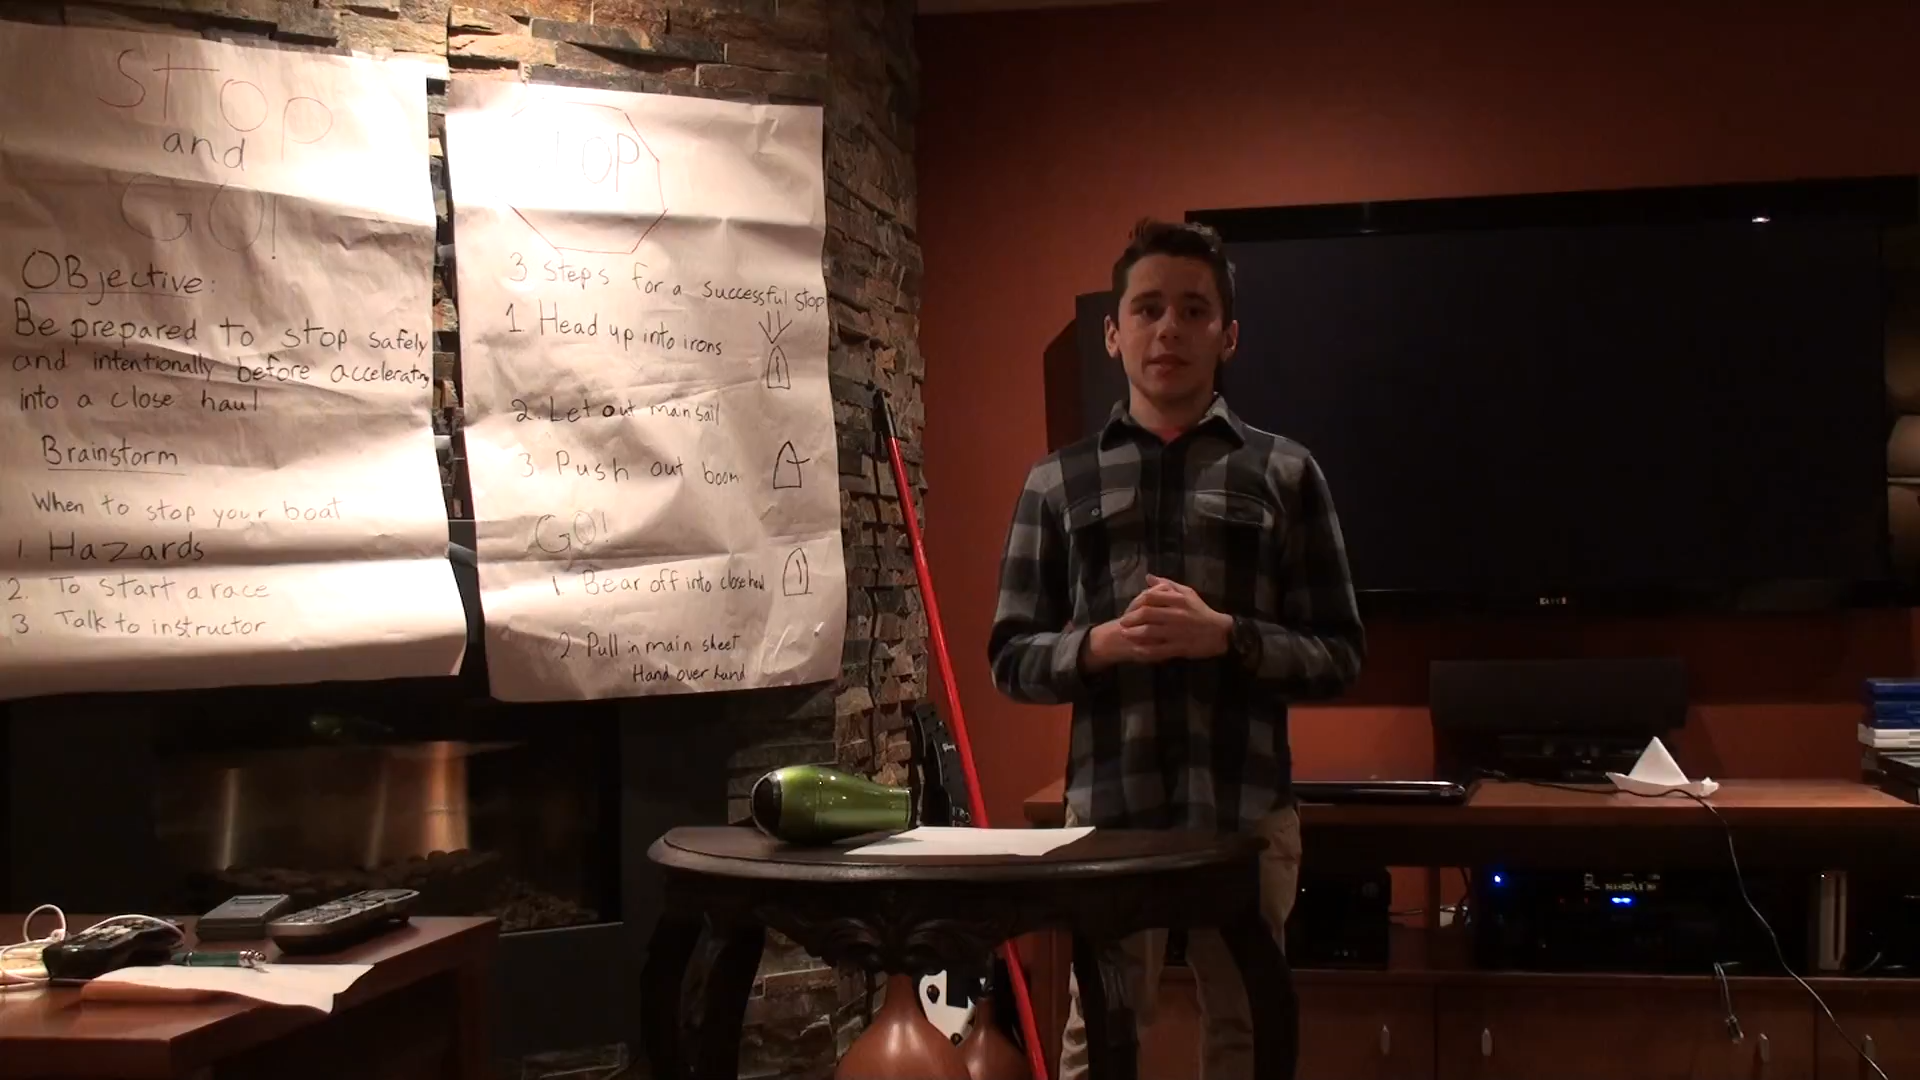 STOP
and
GO!
OBjective:
Be prepared to stop safely
and intentionally before accelerating
into a close haul
Brainstorm
When to stop your boat
1. Hazards
2. To start a race
3. Talk to instructor
STOP
3 steps for a successful stop
1 Head up into irons
2. Let out main sail
3 Push out boom
GO!
1. Bear off into close haul
2 Pull in main sheet
Hand over hand